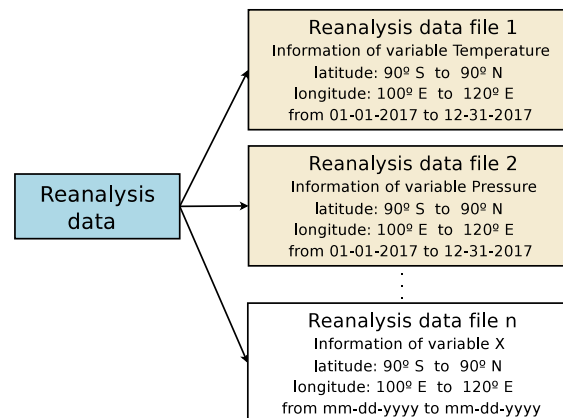 Reanalysis data file 1
Information of variable Temperature
latitude: 90º S to 90º N
longitude: 100º E to 120º E
from 01-01-2017 to 12-31-2017
Reanalysis
data
Reanalysis data file 2
Information of variable Pressure
latitude: 90º S to 90º N
longitude: 100º E to 120º E
from 01-01-2017 to 12-31-2017
Reanalysis data file n
Information of variable X
latitude: 90º S to 90º N
longitude: 100º E to 120º E
from mm-dd-yyyy to mm-dd-yyyy